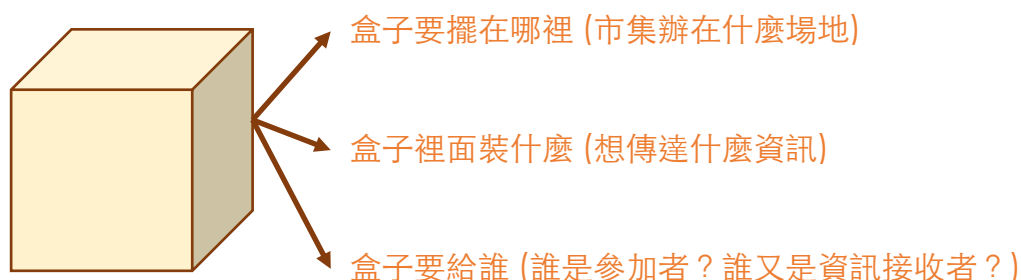 盒子要擺在哪裡 (市集辦在什麼場地)
盒子裡面裝什麼 (想傳達什麼資訊)
盒子要給誰 (誰是參加者？誰又是資訊接收者？)